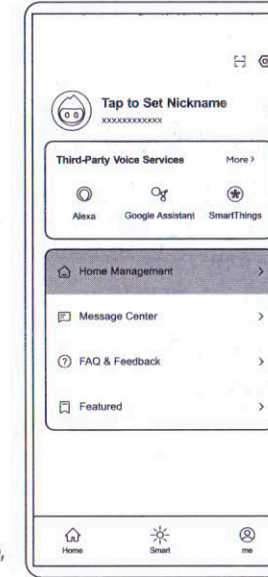 Tap to Set Nickname
xxxxxxxxxxxx
Third-Party Voice Services More >
Alexa Google Assistant SmartThings
Home Management >
Message Center >
? FAQ & Feedback >
Featured >
Home Smart me